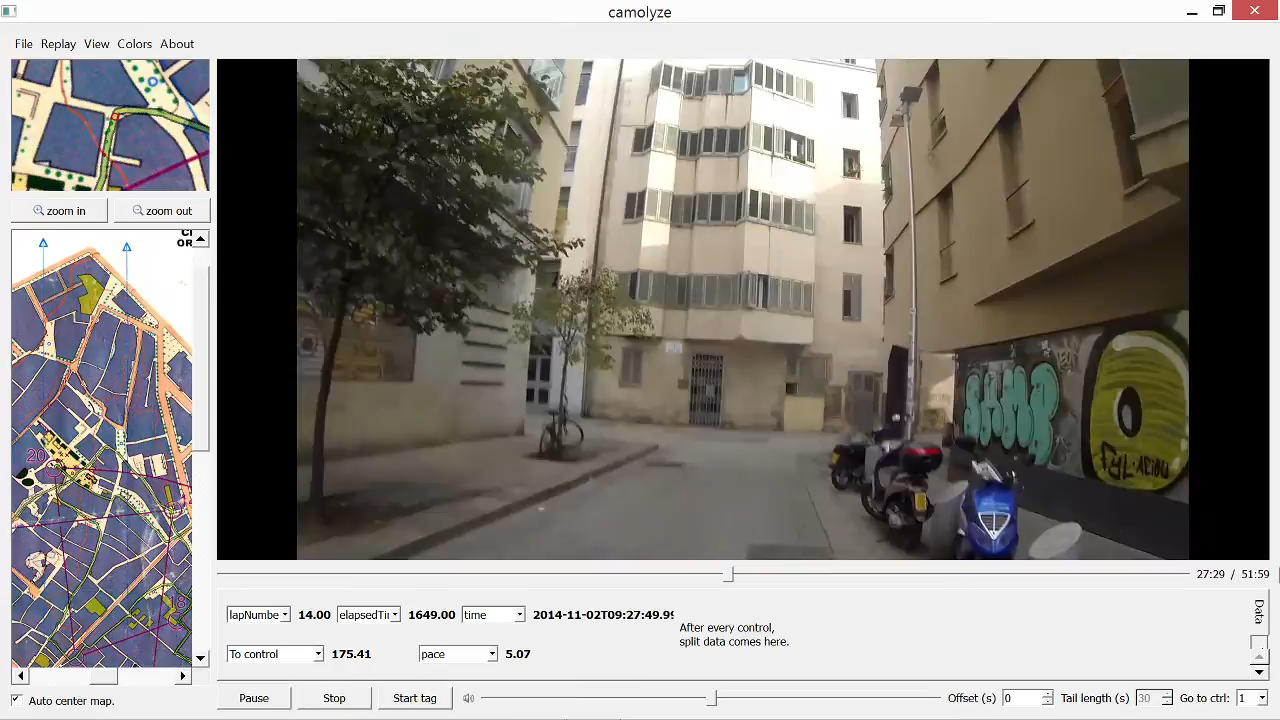 camolyze
File Replay View Colors About
zoom in
zoom out
20
27:29 / 51:59
lapNumbe
14.00
elapsedTi
1649.00
time
2014-11-02T09:27:49.99
After every control,
split data comes here.
Data
To control
175.41
pace
5.07
Auto center map.
Pause
Stop
Start tag
Offset (s)
0
Tail length (s)
30
Go to ctrl:
1